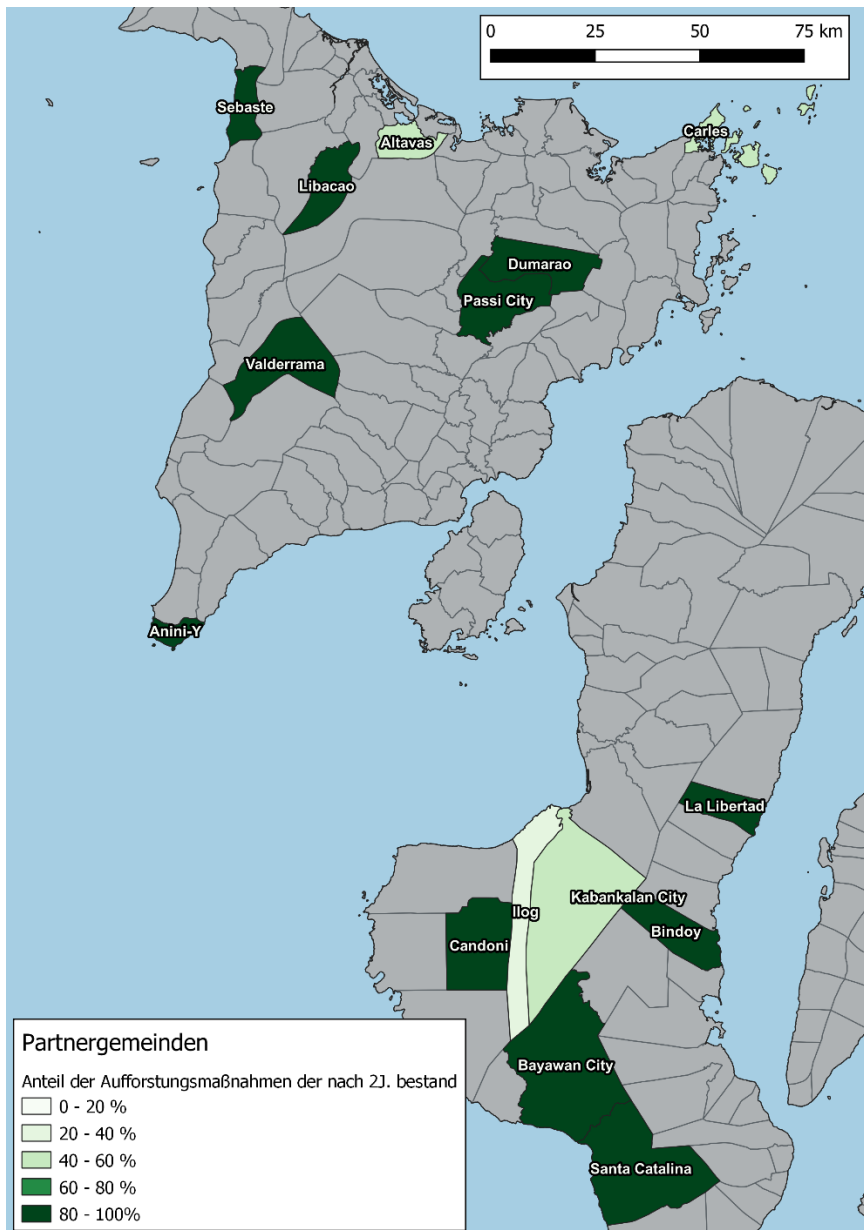 0 25 50 75 km
Sebaste
Carles
Altavas
Libacao
Dumarao
Passi City
Valderrama
Anini-Y
La Libertad
Kabankalan City
Ilog
Bindoy
Candoni
Bayawan City
Santa Catalina
Partnergemeinden
Anteil der Aufforstungsmaßnahmen der nach 2J. bestand
0 - 20 %
20 - 40 %
40 - 60 %
60 - 80 %
80 - 100%